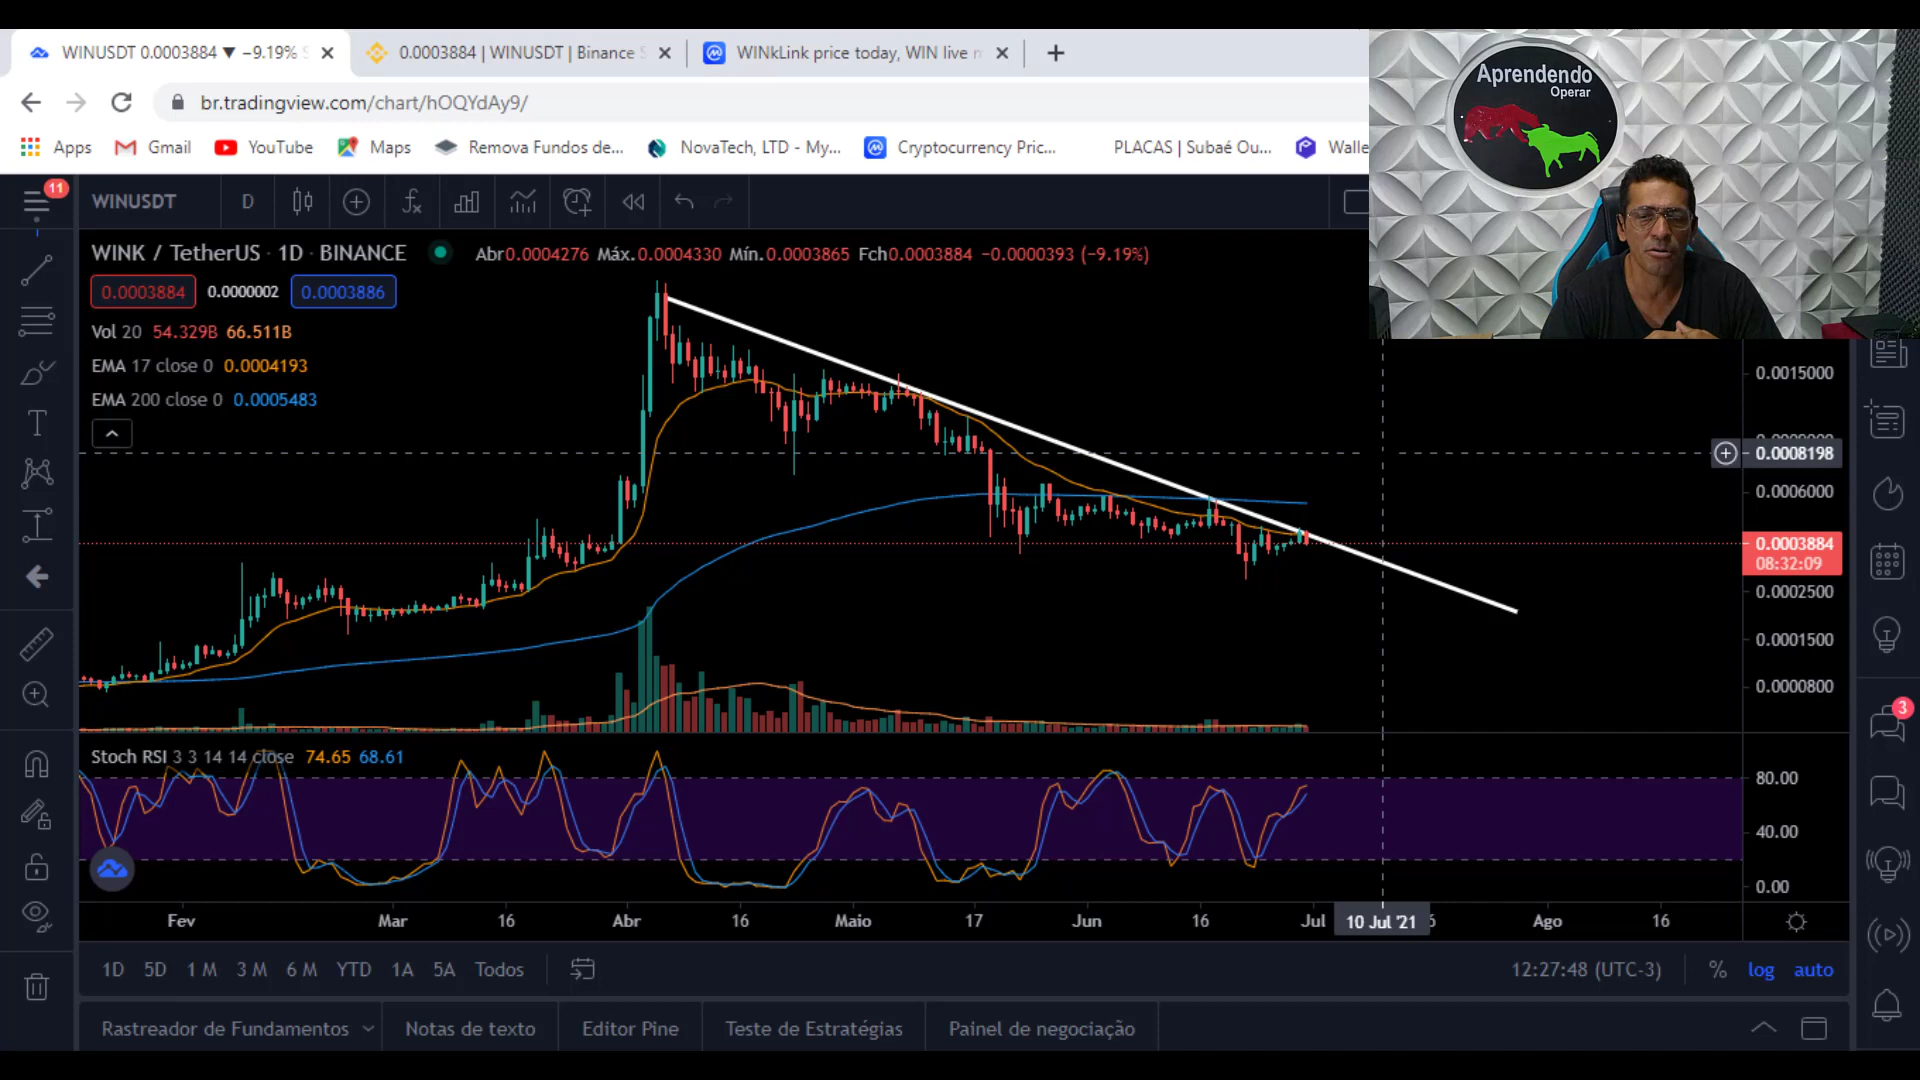 WINUSDT 0.0003884 ▼ −9.19%
0.0003884 | WINUSDT | Binance
WINkLink price today, WIN live
br.tradingview.com/chart/hOQYdAy9/
Apps
Gmail
YouTube
Maps
Remova Fundos de...
NovaTech, LTD - My...
Cryptocurrency Pric...
PLACAS | Subaé Ou...
Walle
Aprendendo
Operar
11
WINUSDT
D
WINK / TetherUS · 1D · BINANCE
Abr0.0004276 Máx.0.0004330 Mín.0.0003865 Fch0.0003884 −0.0000393 (−9.19%)
0.0003884
0.0000002
0.0003886
Vol 20 54.329B 66.511B
EMA 17 close 0 0.0004193
EMA 200 close 0 0.0005483
0.0015000
0.0008198
0.0006000
0.0003884
08:32:09
0.0002500
0.0001500
0.0000800
3
Stoch RSI 3 3 14 14 close 74.65 68.61
80.00
40.00
0.00
Fev
Mar
16
Abr
16
Maio
17
Jun
16
Jul
10 Jul '21
Ago
16
1D
5D
1 M
3 M
6 M
YTD
1A
5A
Todos
12:27:48 (UTC-3)
%
log
auto
Rastreador de Fundamentos
Notas de texto
Editor Pine
Teste de Estratégias
Painel de negociação